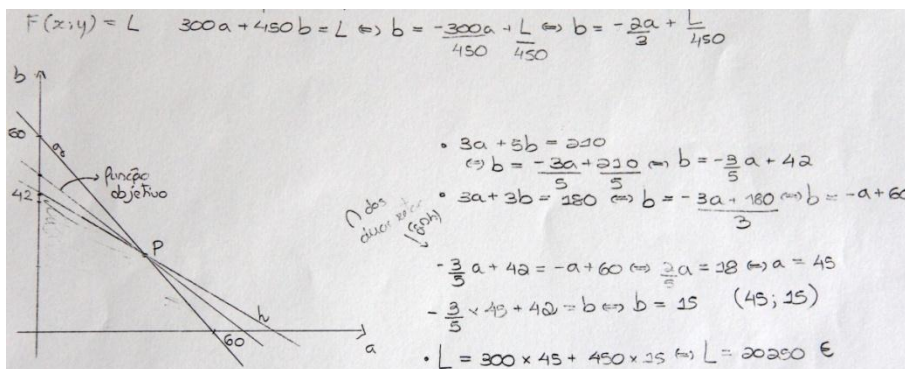 F(x;y) = L 300a + 450b = L ⇔ b = -300a/450 + L/450 ⇔ b = -2a/3 + L/450
b
60
função
objetivo
42
P
h
60
a
• 3a + 5b = 210
⇔ b = -3a/5 + 210/5 ⇔ b = -3/5 a + 42
• 3a + 3b = 180 ⇔ b = (-3a + 180)/3 ⇔ b = -a + 60
∩ das
duas retas
-3/5 a + 42 = -a + 60 ⇔ 2/5 a = 18 ⇔ a = 45
-3/5 × 45 + 42 = b ⇔ b = 15 (45; 15)
• L = 300 × 45 + 450 × 15 ⇔ L = 20250 €